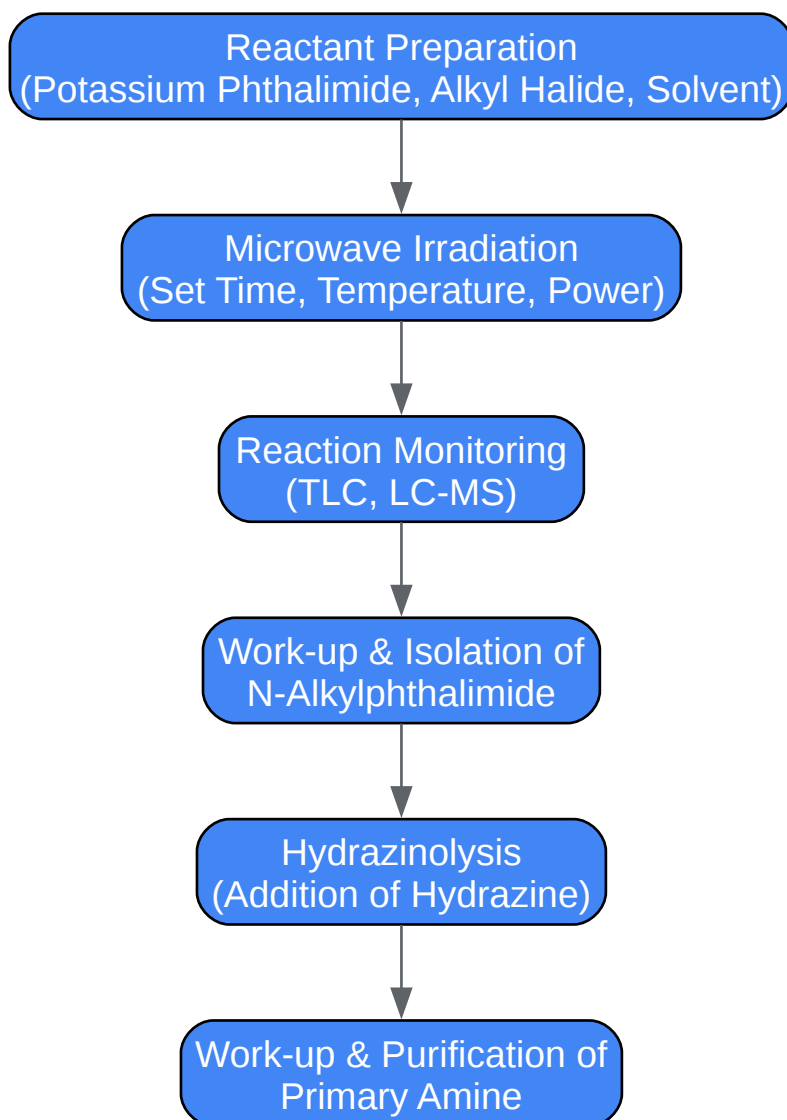 Reactant Preparation
(Potassium Phthalimide, Alkyl Halide, Solvent)
Microwave Irradiation
(Set Time, Temperature, Power)
Reaction Monitoring
(TLC, LC-MS)
Work-up & Isolation of
N-Alkylphthalimide
Hydrazinolysis
(Addition of Hydrazine)
Work-up & Purification of
Primary Amine